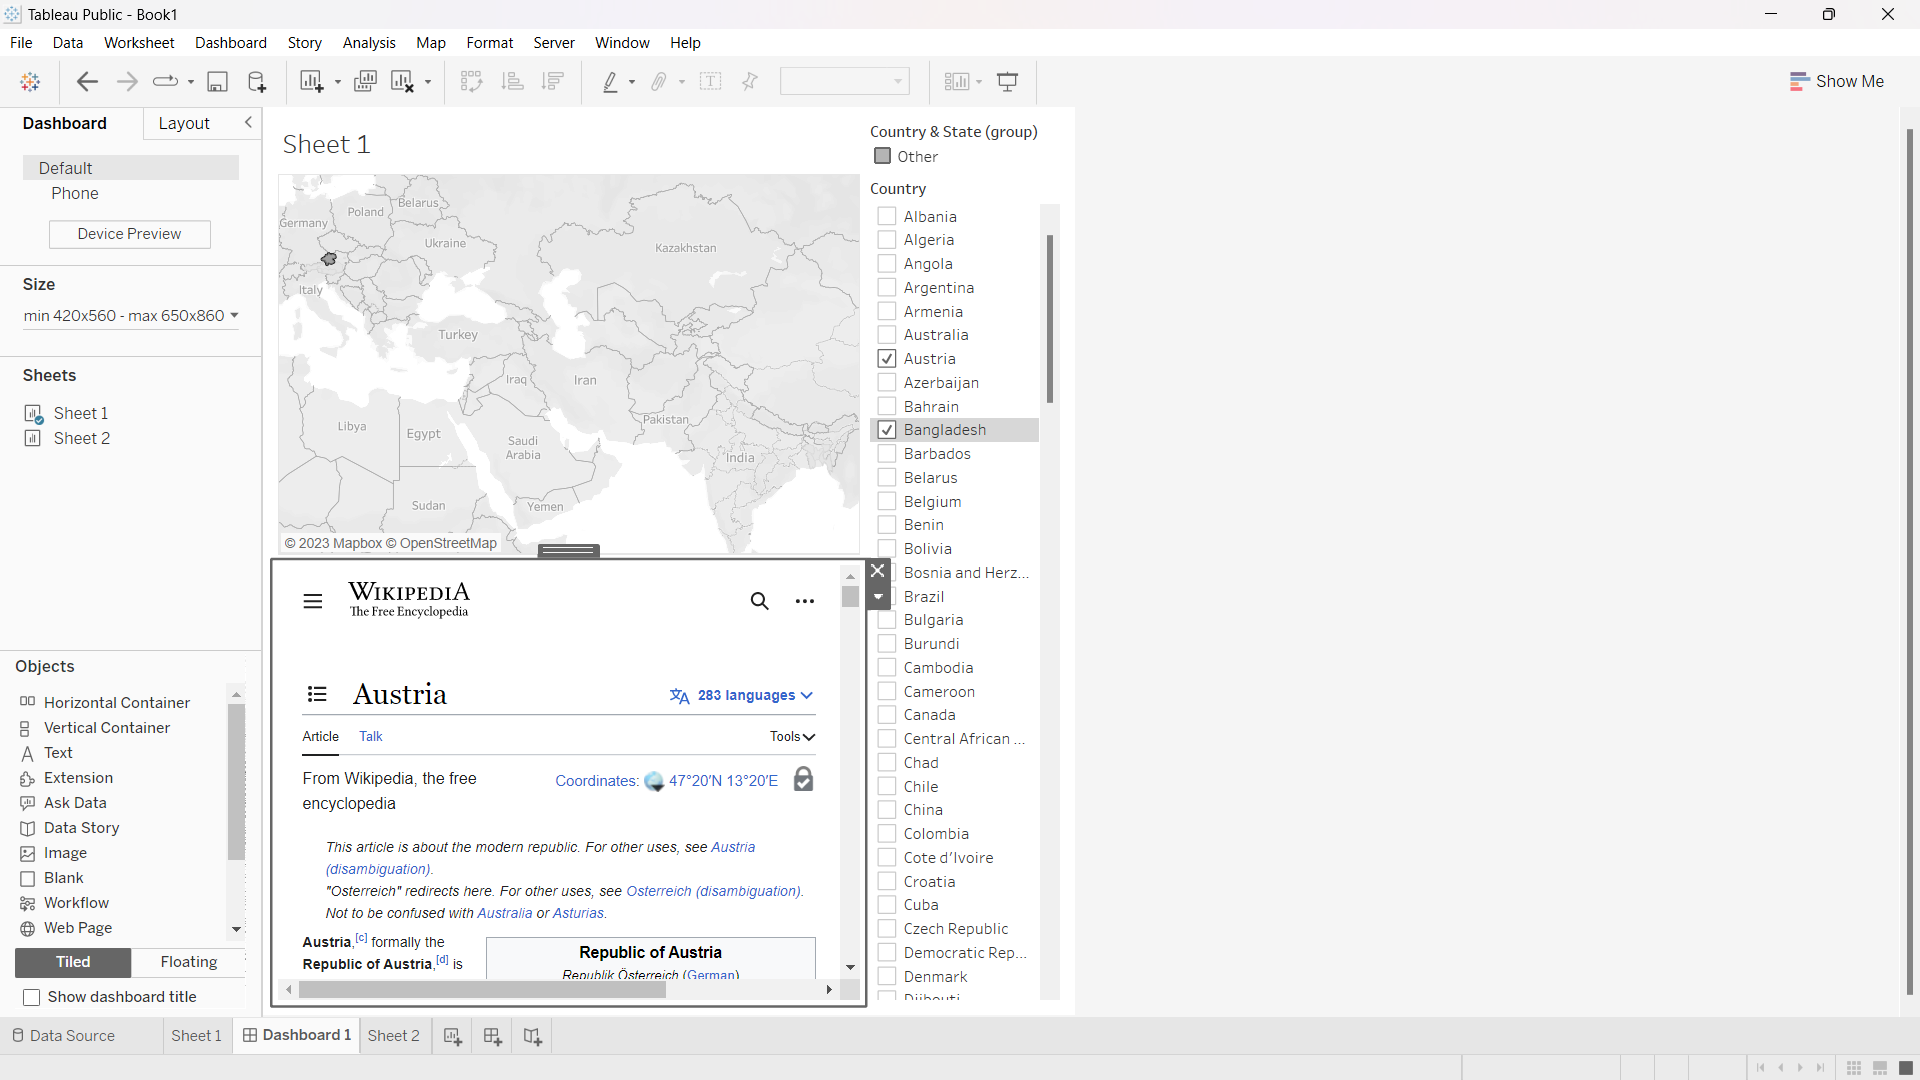 Tableau Public - Book1
File Data Worksheet Dashboard Story Analysis Map Format Server Window Help
Show Me
Dashboard
Layout
Default
Phone
Device Preview
Size
min 420x560 - max 650x860
Sheets
Sheet 1
Sheet 2
Objects
Horizontal Container
Vertical Container
Text
Extension
Ask Data
Data Story
Image
Blank
Workflow
Web Page
Tiled
Floating
Show dashboard title
Sheet 1
Germany
Poland
Belarus
Ukraine
Kazakhstan
Italy
Turkey
Iraq
Iran
Libya
Egypt
Pakistan
Saudi
Arabia
India
Sudan
Yemen
© 2023 Mapbox © OpenStreetMap
WIKIPEDIA
The Free Encyclopedia
Austria
283 languages
Article
Talk
Tools
From Wikipedia, the free
encyclopedia
Coordinates: 47°20′N 13°20′E
This article is about the modern republic. For other uses, see Austria
(disambiguation).
"Osterreich" redirects here. For other uses, see Osterreich (disambiguation).
Not to be confused with Australia or Asturias.
Austria,[c] formally the
Republic of Austria,[d] is
Republic of Austria
Republik Österreich (German)
Country & State (group)
Other
Country
Albania
Algeria
Angola
Argentina
Armenia
Australia
Austria
Azerbaijan
Bahrain
Bangladesh
Barbados
Belarus
Belgium
Benin
Bolivia
Bosnia and Herz...
Brazil
Bulgaria
Burundi
Cambodia
Cameroon
Canada
Central African ...
Chad
Chile
China
Colombia
Cote d'Ivoire
Croatia
Cuba
Czech Republic
Democratic Rep...
Denmark
Djibouti
Data Source
Sheet 1
Dashboard 1
Sheet 2